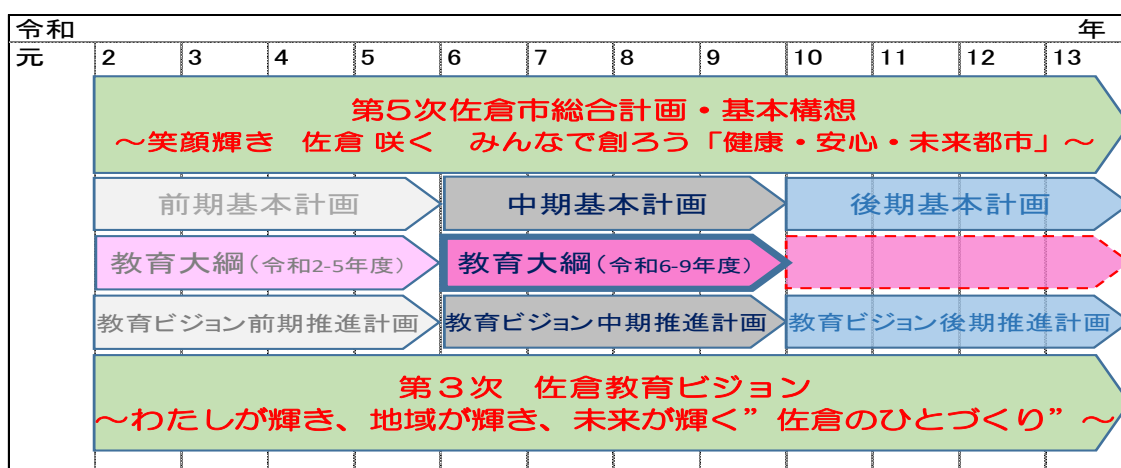 令和 年
元 2 3 4 5 6 7 8 9 10 11 12 13
第5次佐倉市総合計画・基本構想
～笑顔輝き 佐倉 咲く みんなで創ろう「健康・安心・未来都市」～
前期基本計画 中期基本計画 後期基本計画
教育大綱(令和2-5年度) 教育大綱(令和6-9年度)
教育ビジョン前期推進計画 教育ビジョン中期推進計画 教育ビジョン後期推進計画
第３次 佐倉教育ビジョン
～わたしが輝き、地域が輝き、未来が輝く”佐倉のひとづくり”～